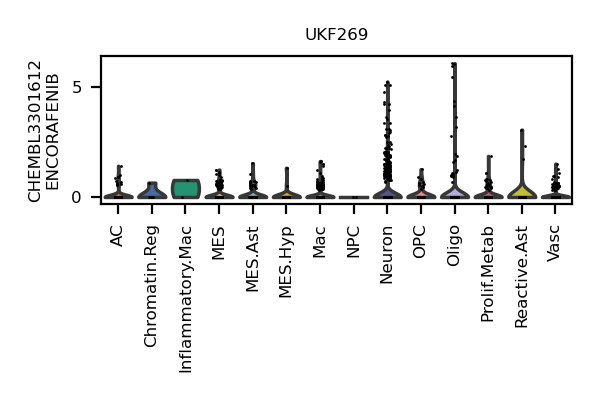 UKF269
CHEMBL3301612
ENCORAFENIB
5
0
AC
Chromatin.Reg
Inflammatory.Mac
MES
MES.Ast
MES.Hyp
Mac
NPC
Neuron
OPC
Oligo
Prolif.Metab
Reactive.Ast
Vasc